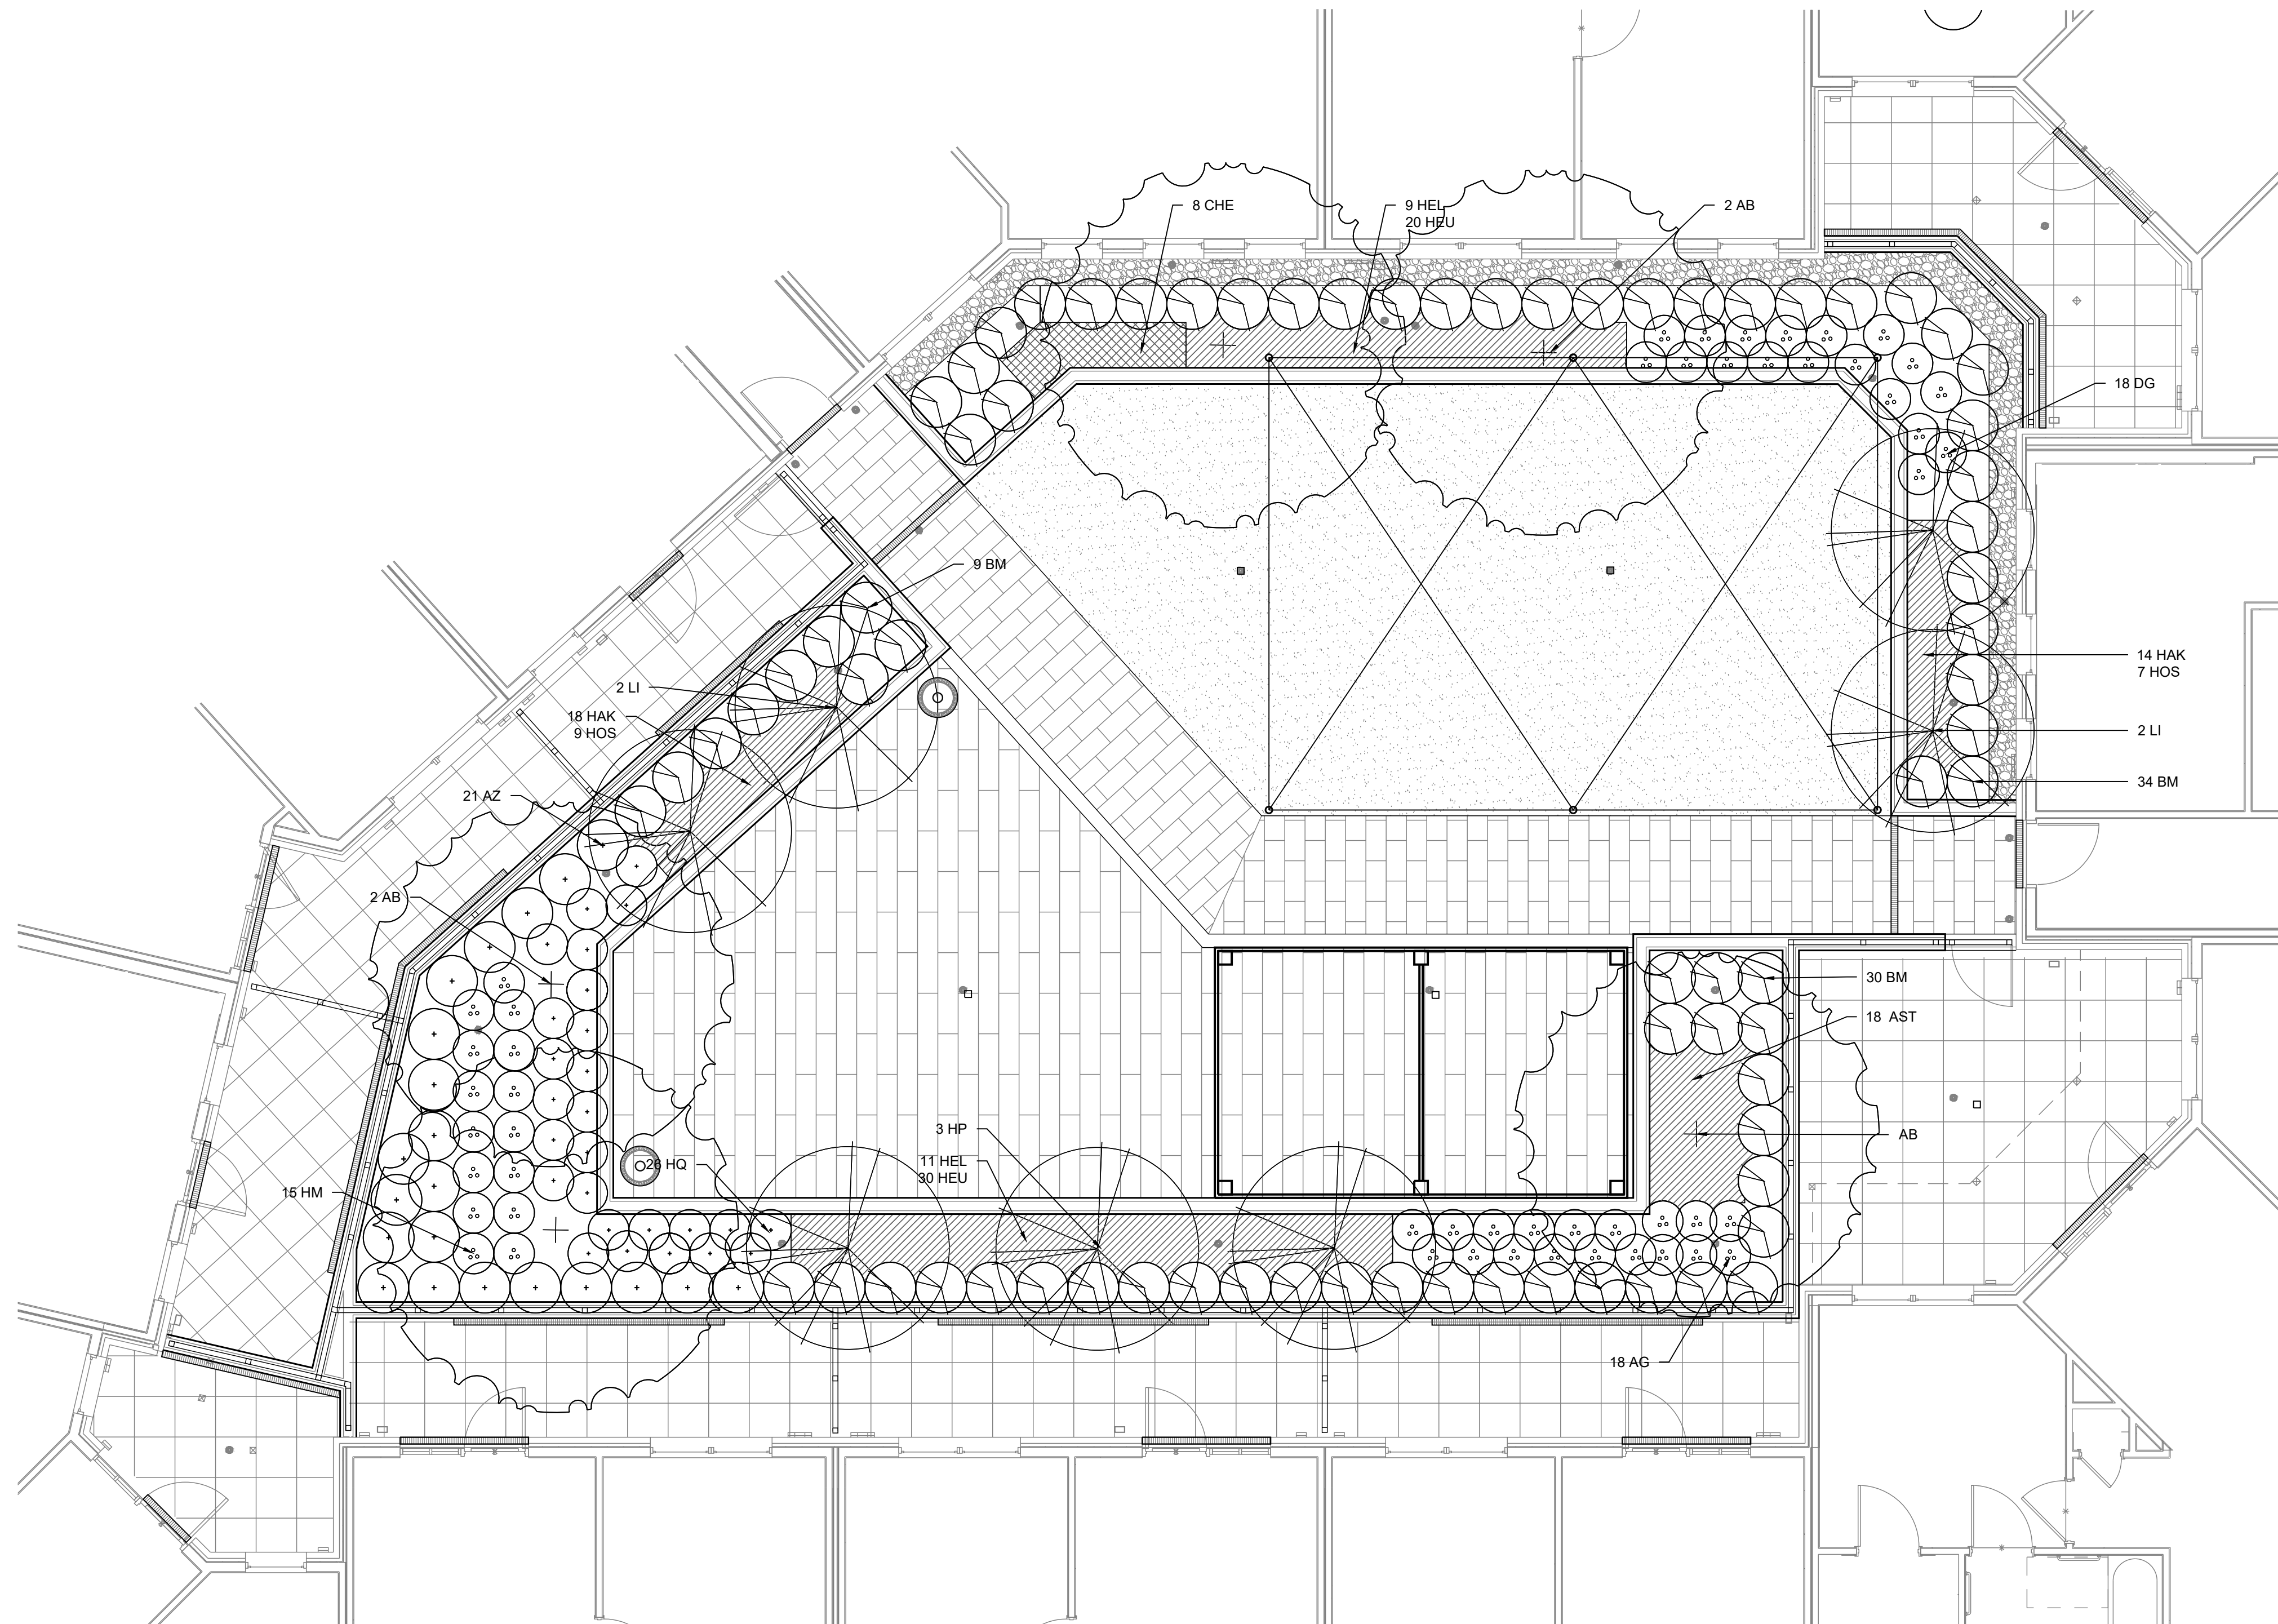 8 CHE
9 HEL
20 HEU
2 AB
18 DG
9 BM
14 HAK
7 HOS
2 LI
18 HAK
9 HOS
2 LI
34 BM
21 AZ
2 AB
30 BM
18 AST
3 HP
AB
11 HEL
30 HEU
26 HQ
15 HM
18 AG